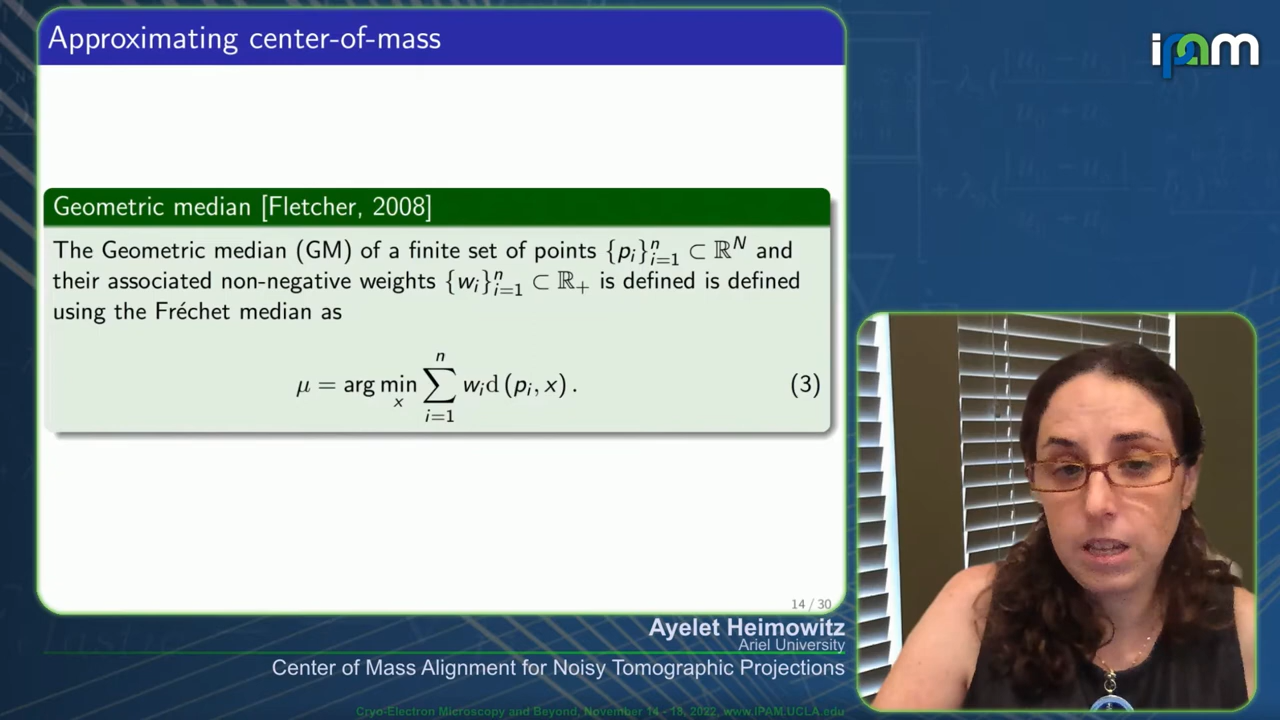 Approximating center-of-mass
ipam
Geometric median [Fletcher, 2008]
The Geometric median (GM) of a finite set of points {p_i}_{i=1}^n ⊂ ℝ^N and
their associated non-negative weights {w_i}_{i=1}^n ⊂ ℝ_+ is defined is defined
using the Fréchet median as
μ = arg min_x ∑_{i=1}^n w_i d (p_i, x) . (3)
14 / 30
Ayelet Heimowitz
Ariel University
Center of Mass Alignment for Noisy Tomographic Projections
Cryo-Electron Microscopy and Beyond, November 14 - 18, 2022, www.IPAM.UCLA.edu